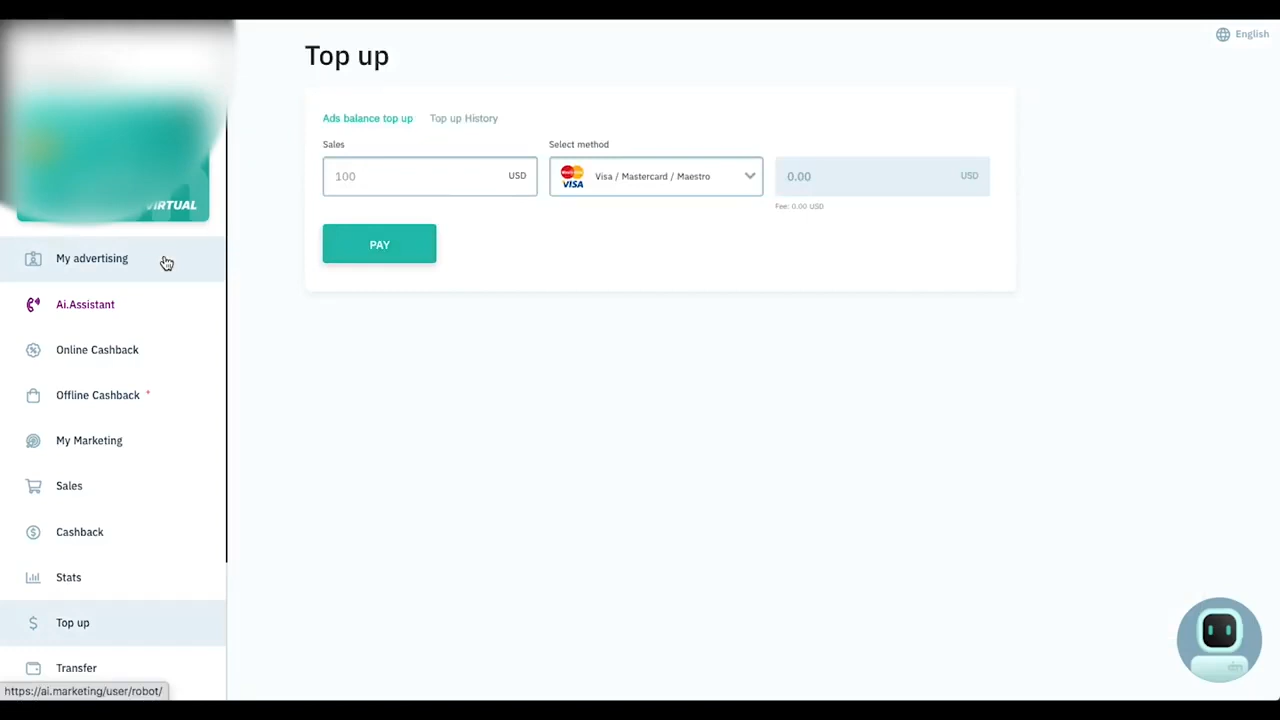 English
Top up
Ads balance top up Top up History
Sales Select method
100 USD VISA Visa / Mastercard / Maestro 0.00 USD
Fee: 0.00 USD
PAY
VIRTUAL
My advertising
Ai.Assistant
Online Cashback
Offline Cashback *
My Marketing
Sales
Cashback
Stats
$ Top up
Transfer
https://ai.marketing/user/robot/